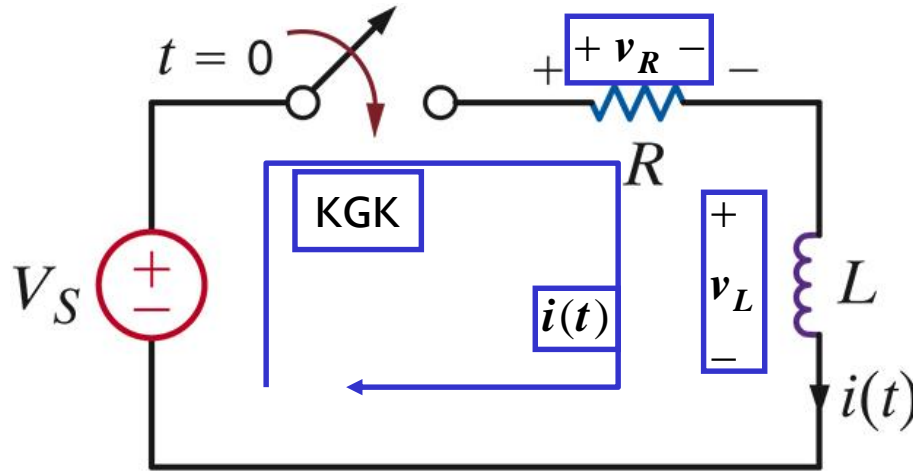 t = 0
+ v_R −
+ −
R
KGK
V_S
+
−
i(t)
+
v_L
−
L
i(t)